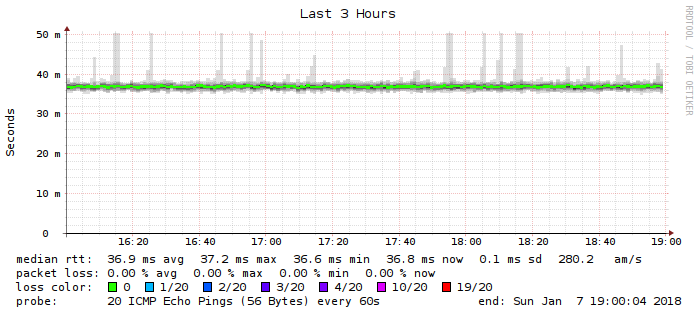 Last 3 Hours
RRDTOOL / TOBI OETIKER
Seconds
50 m
40 m
30 m
20 m
10 m
0
16:20 16:40 17:00 17:20 17:40 18:00 18:20 18:40 19:00
median rtt: 36.9 ms avg 37.2 ms max 36.6 ms min 36.8 ms now 0.1 ms sd 280.2 am/s
packet loss: 0.00 % avg 0.00 % max 0.00 % min 0.00 % now
loss color: 0 1/20 2/20 3/20 4/20 10/20 19/20
probe: 20 ICMP Echo Pings (56 Bytes) every 60s end: Sun Jan 7 19:00:04 2018